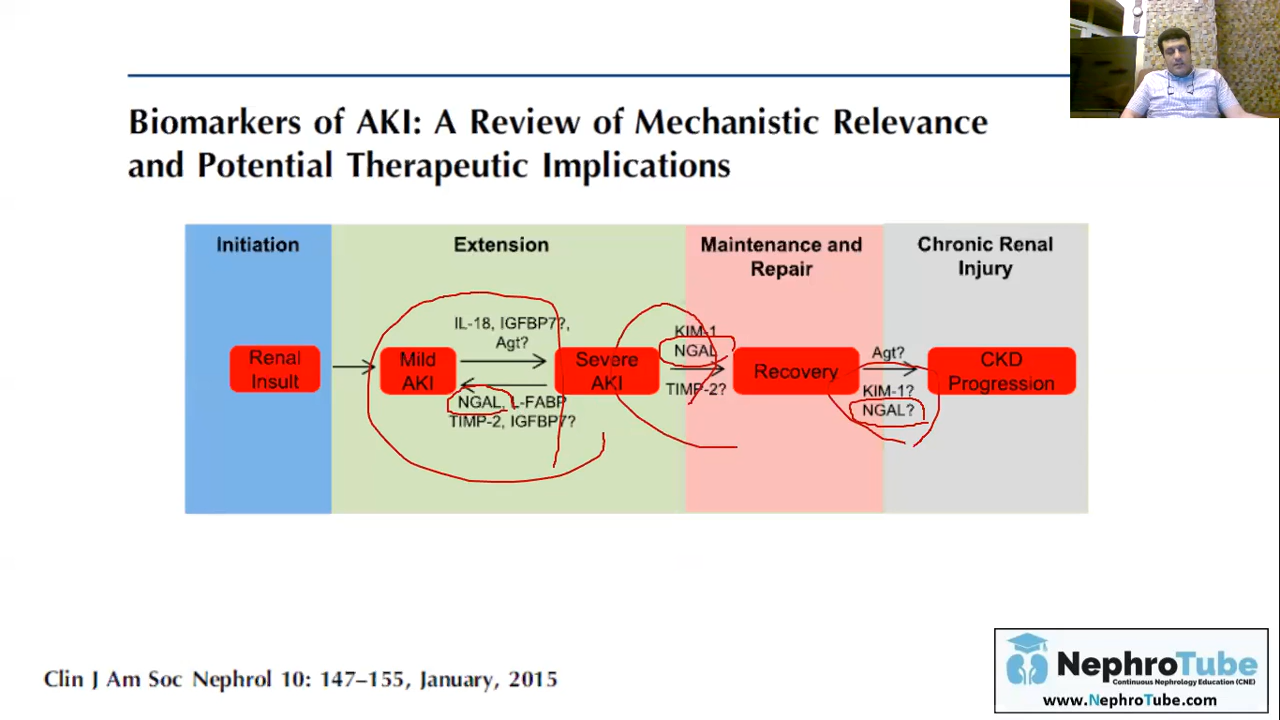 Biomarkers of AKI: A Review of Mechanistic Relevance
and Potential Therapeutic Implications
Initiation
Extension
Maintenance and
Repair
Chronic Renal
Injury
Renal
Insult
Mild
AKI
IL-18, IGFBP7?,
Agt?
NGAL, L-FABP
TIMP-2, IGFBP7?
Severe
AKI
KIM-1
NGAL
TIMP-2?
Recovery
Agt?
KIM-1?
NGAL?
CKD
Progression
Clin J Am Soc Nephrol 10: 147–155, January, 2015
NephroTube
Continuous Nephrology Education (CNE)
www.NephroTube.com